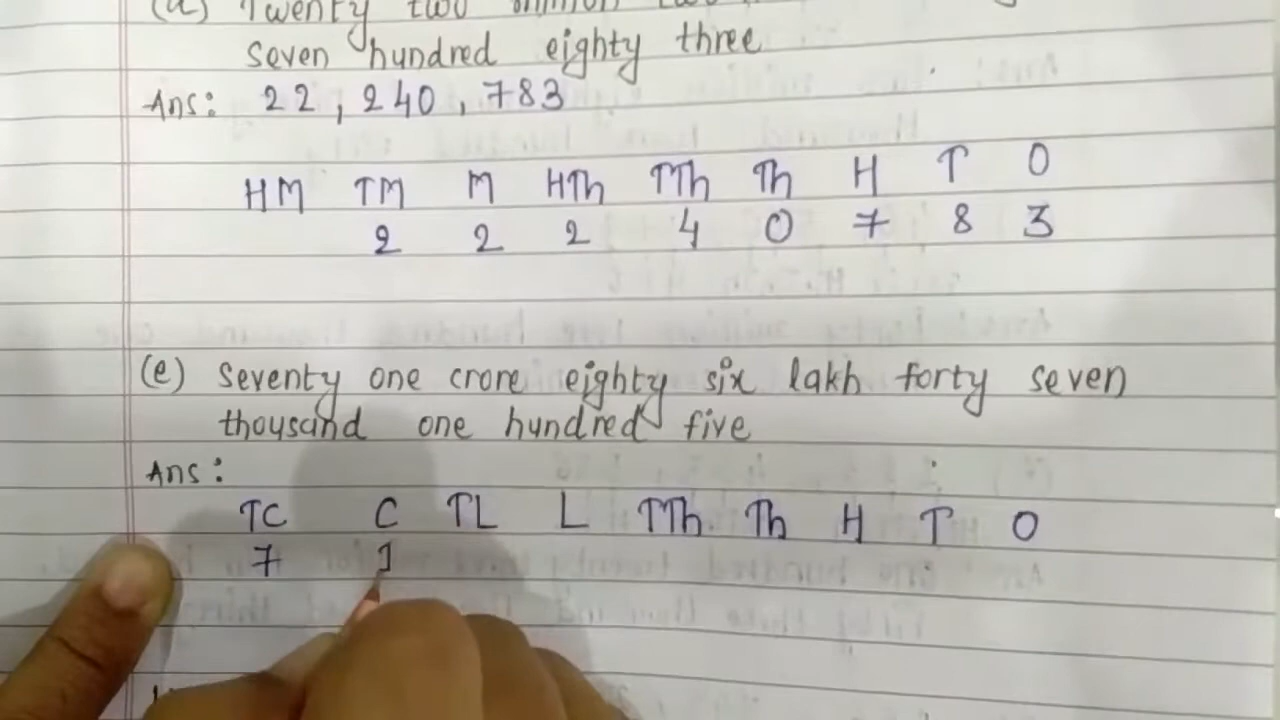 Twenty two
seven hundred eighty three
Ans: 22, 240, 783
HM TM M HTh TTh Th H T O
2 2 2 4 0 7 8 3
(e) seventy one crore eighty six lakh forty seven
thousand one hundred five
Ans:
TC C TL L TTh Th H T O
7 1